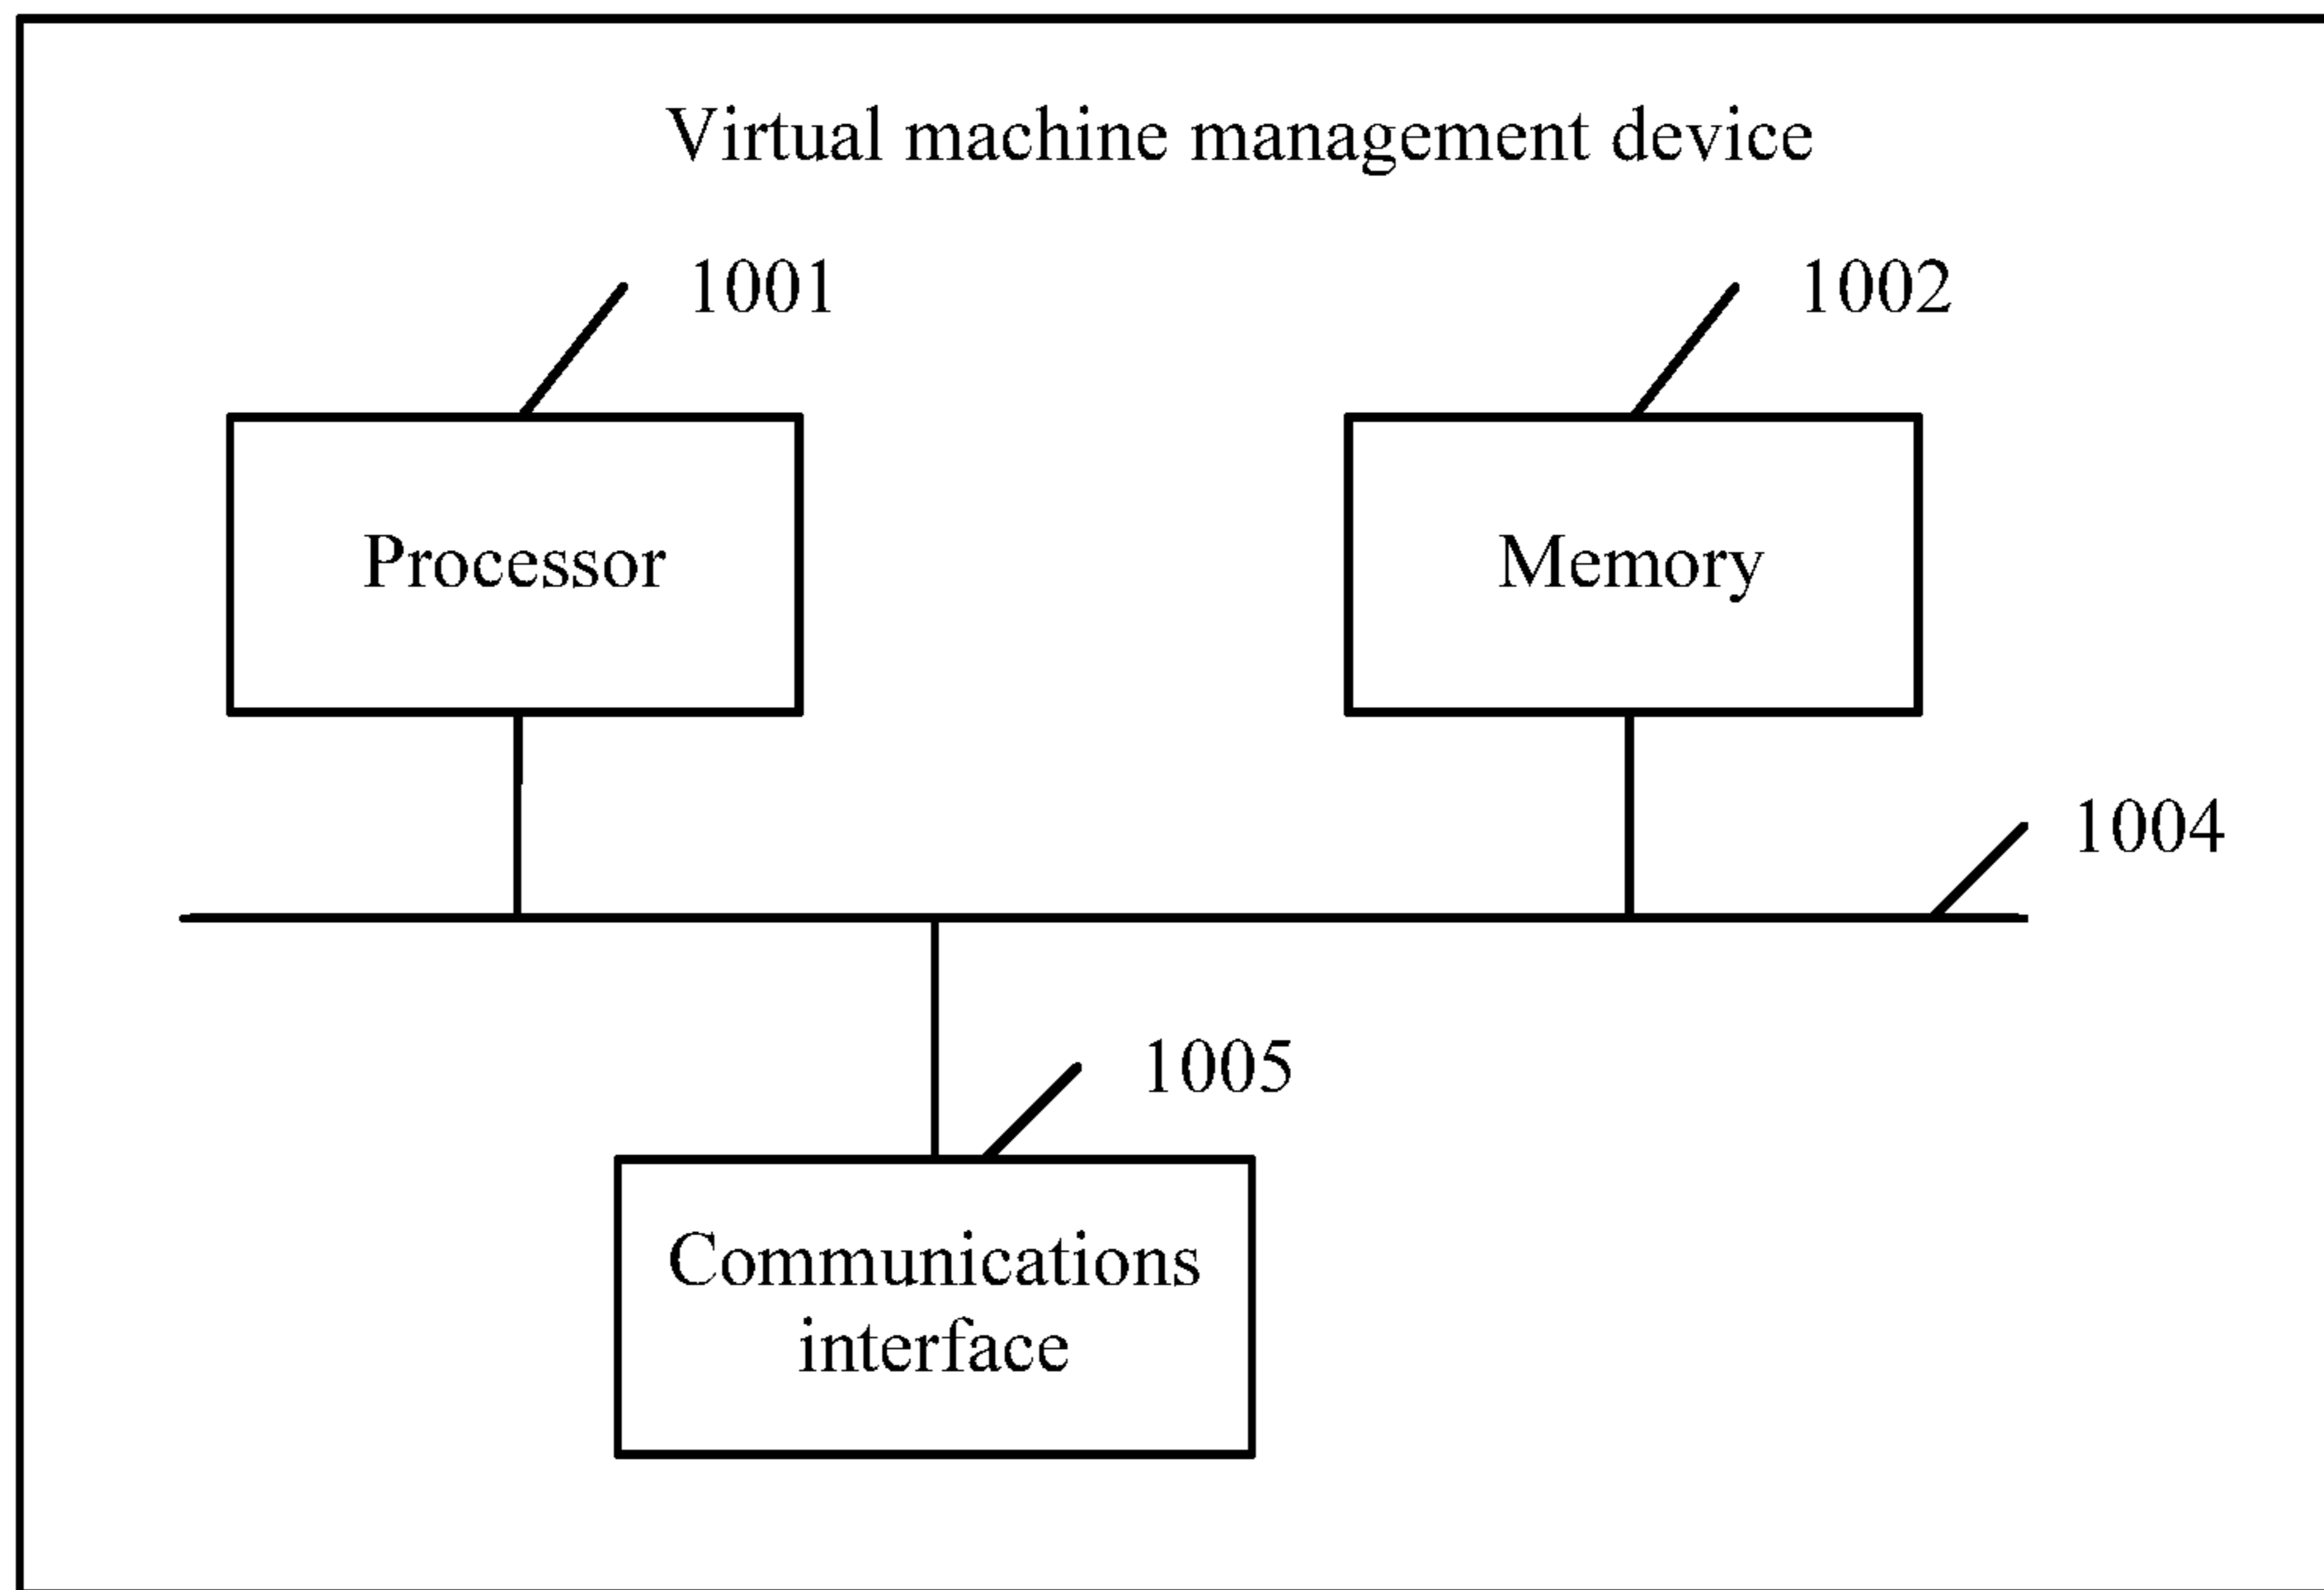 Virtual machine management device
1001
1002
Processor
Memory
1004
1005
Communications
interface